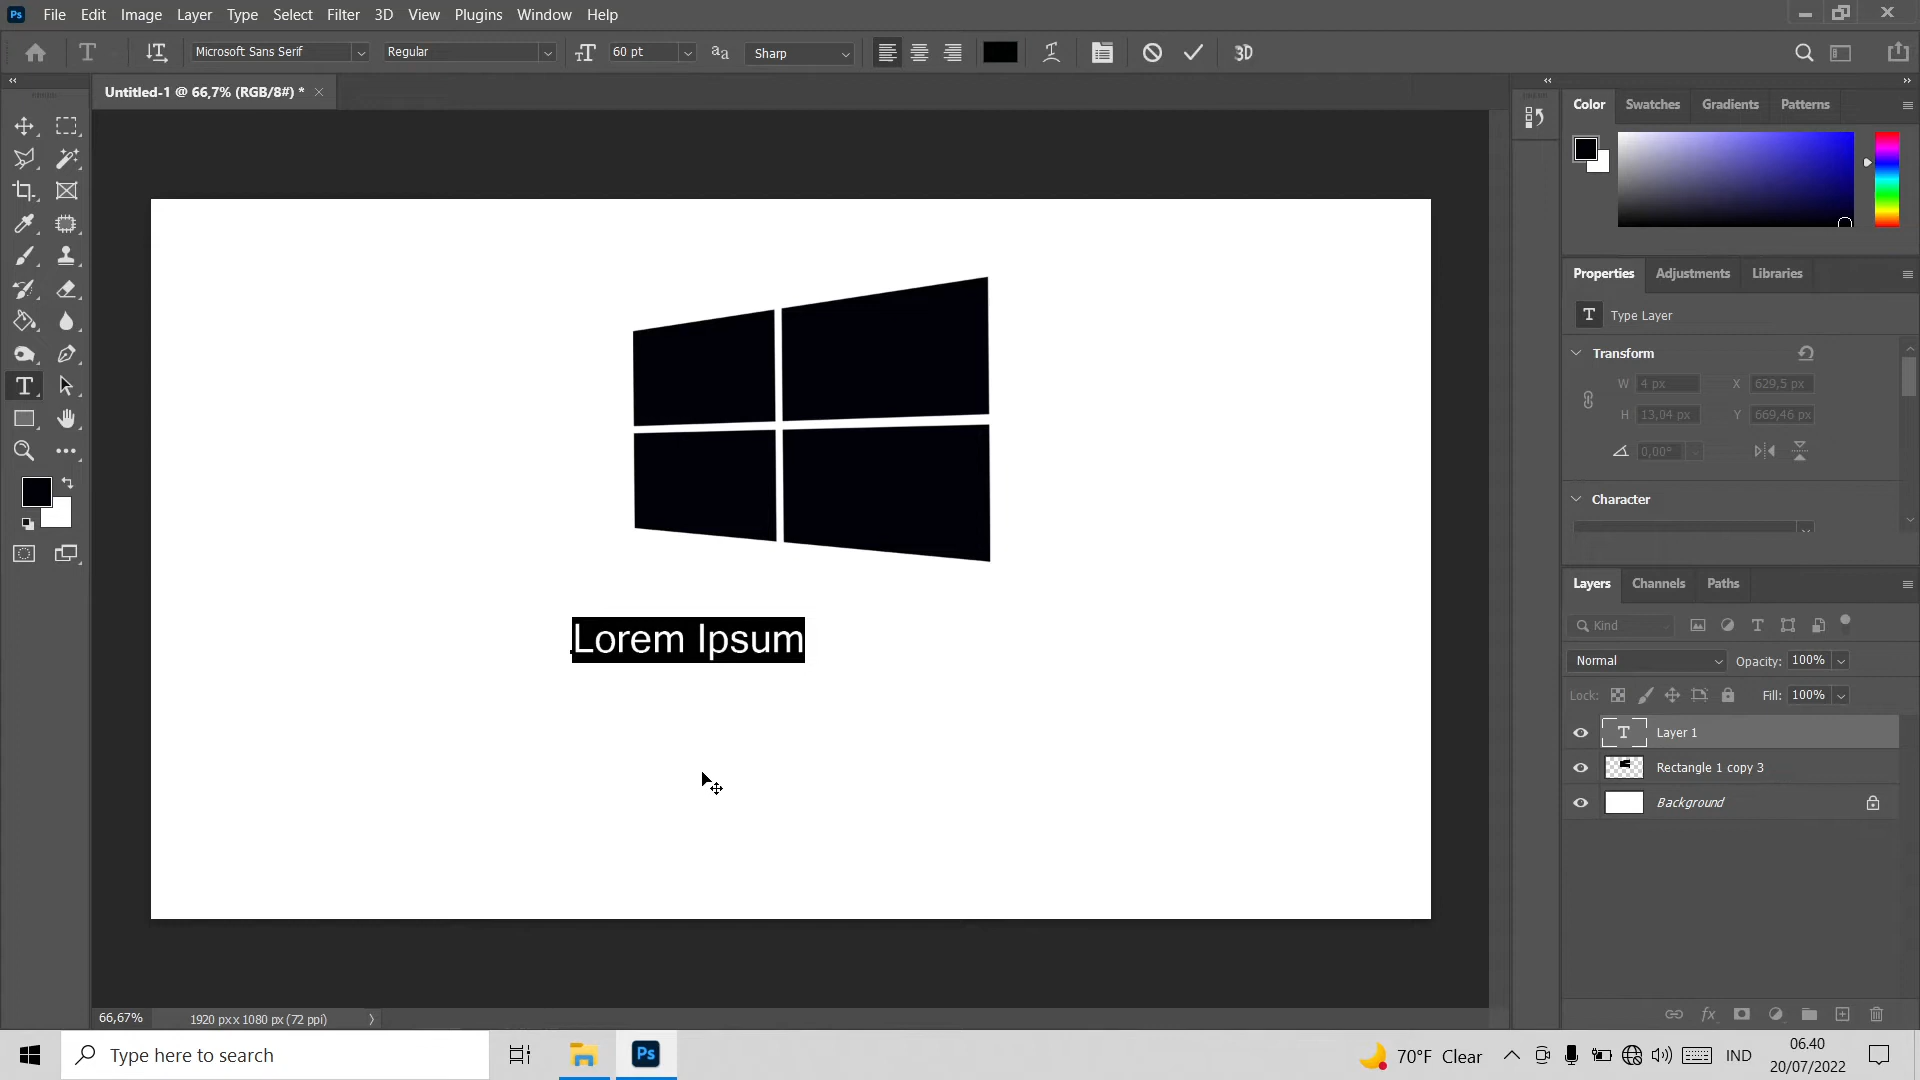 Ps File Edit Image Layer Type Select Filter 3D View Plugins Window Help
T Microsoft Sans Serif Regular 60 pt Sharp 3D
Untitled-1 @ 66,7% (RGB/8#) *
Color Swatches Gradients Patterns
Properties Adjustments Libraries
T Type Layer
Transform
W 4 px X 629,5 px
H 13,04 px Y 669,46 px
0,00°
Character
Lorem Ipsum
Layers Channels Paths
Kind
Normal Opacity: 100%
Lock: Fill: 100%
T Layer 1
Rectangle 1 copy 3
Background
fx
66,67% 1920 px x 1080 px (72 ppi)
Type here to search
Ps
70°F Clear
IND
06.40
20/07/2022